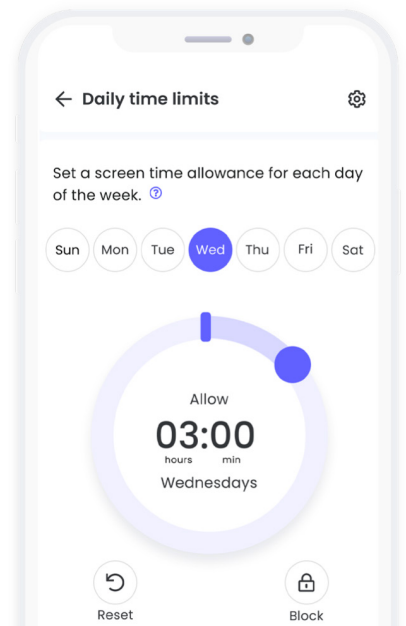 Daily time limits
Set a screen time allowance for each day
of the week. ?
Sun Mon Tue Wed Thu Fri Sat
Allow
03:00
hours min
Wednesdays
Reset Block